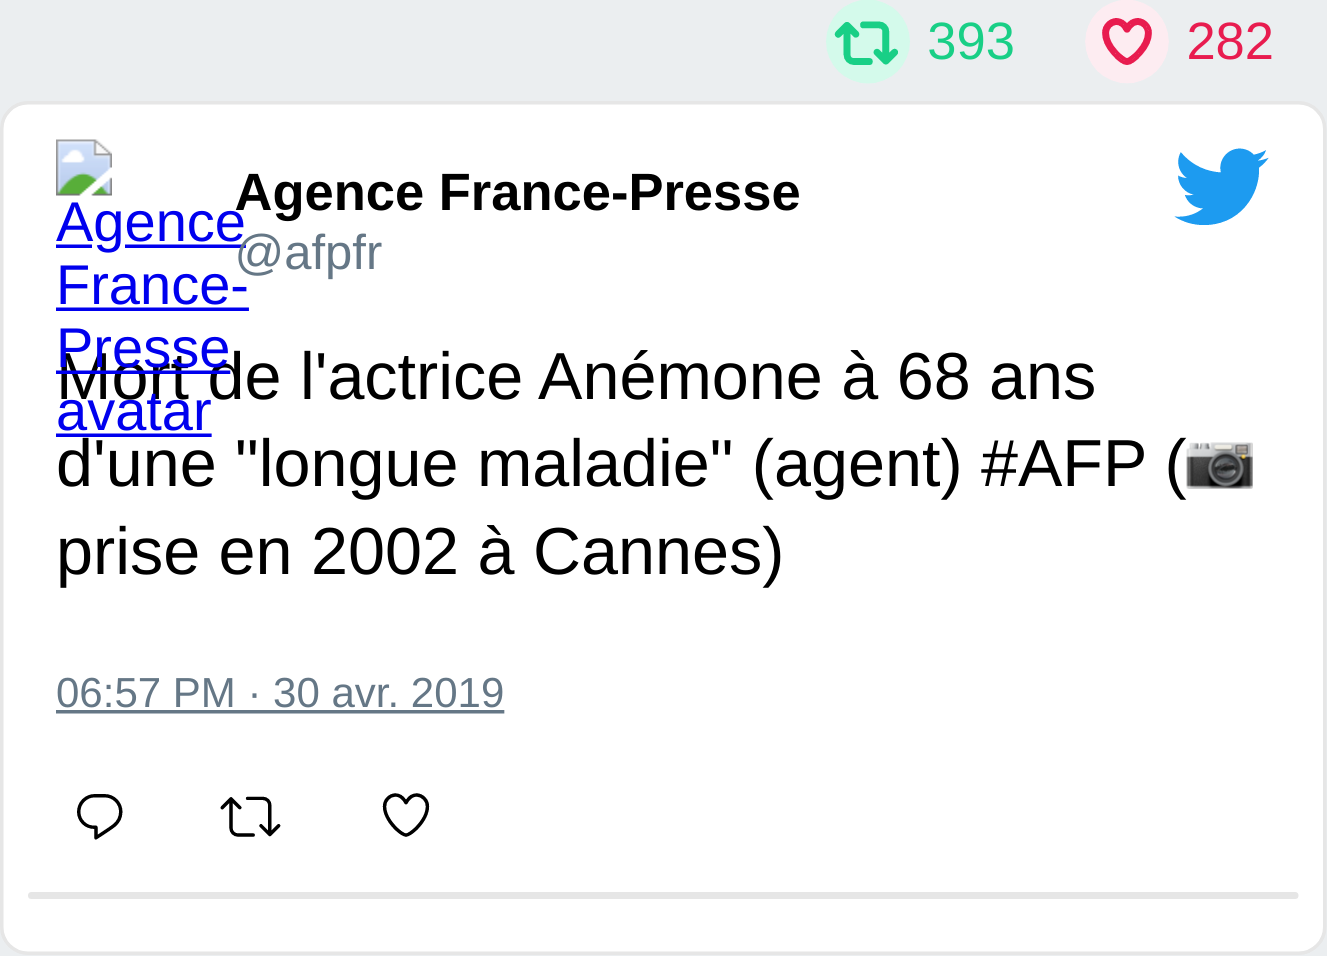 393 282
Agence France-Presse
@afpfr
Agence
France-
Presse
avatar
Mort de l'actrice Anémone à 68 ans
d'une "longue maladie" (agent) #AFP (📷
prise en 2002 à Cannes)
06:57 PM · 30 avr. 2019